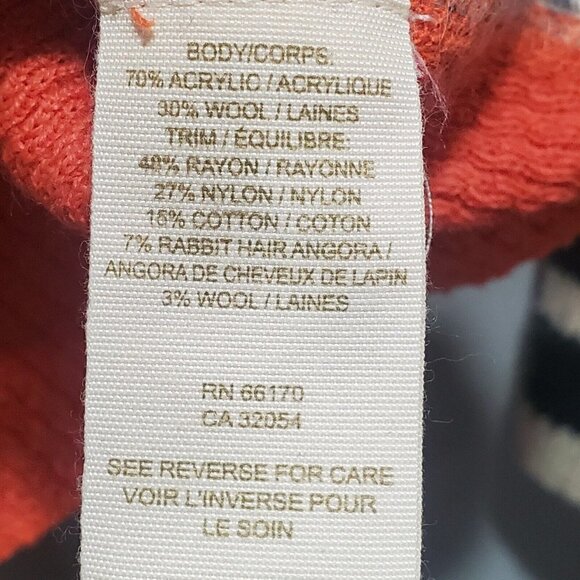 BODY/CORPS:
70% ACRYLIC / ACRYLIQUE
30% WOOL / LAINES
TRIM / ÉQUILIBRE:
48% RAYON / RAYONNE
27% NYLON / NYLON
15% COTTON / COTON
7% RABBIT HAIR ANGORA /
ANGORA DE CHEVEUX DE LAPIN
3% WOOL / LAINES
RN 66170
CA 32054
SEE REVERSE FOR CARE
VOIR L'INVERSE POUR
LE SOIN